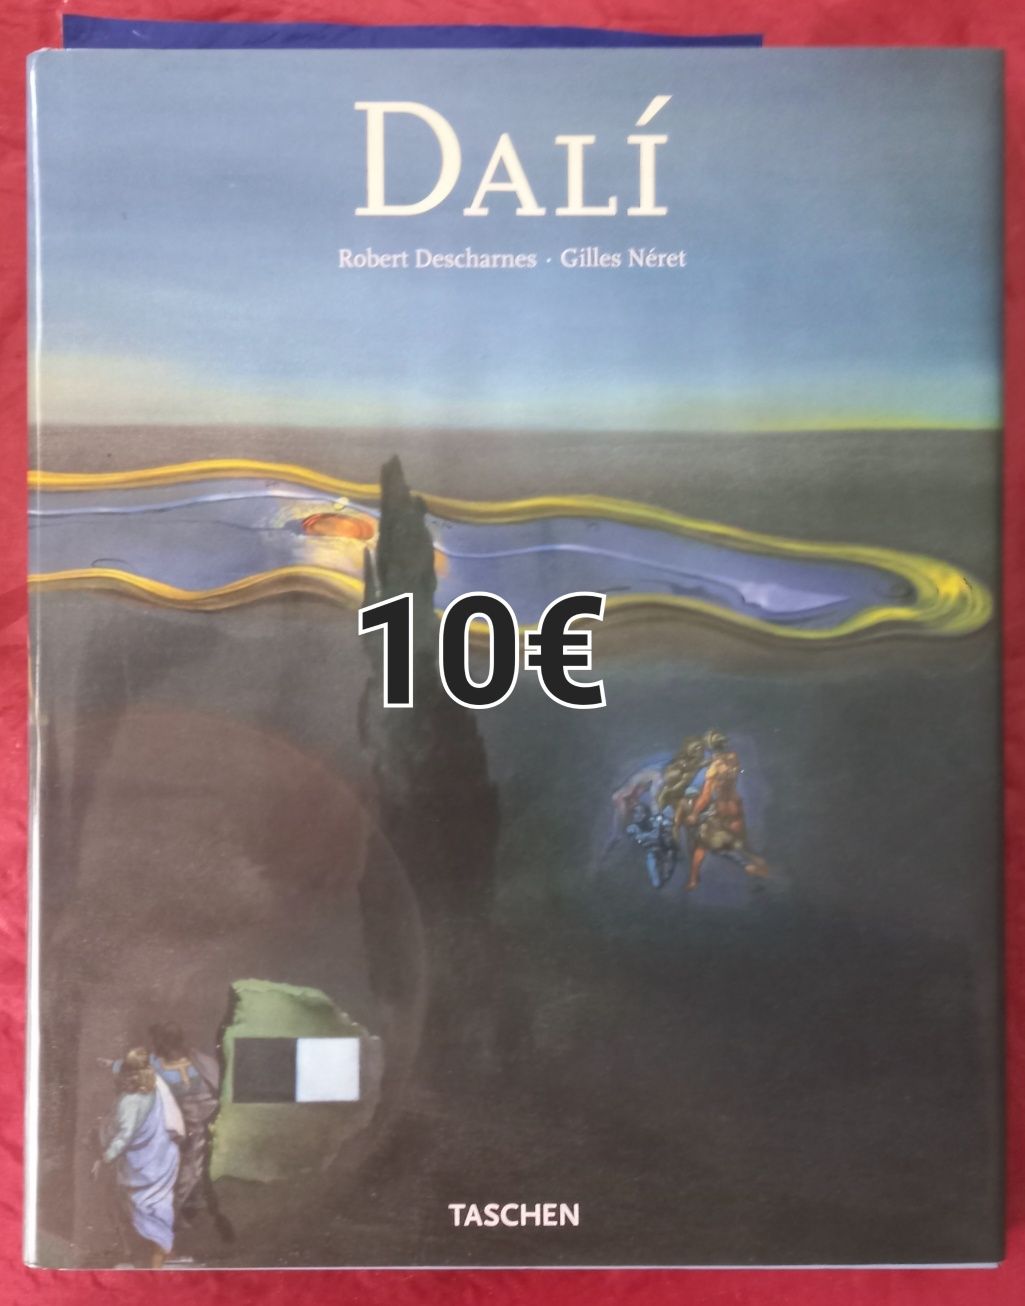 DALÍ
Robert Descharnes · Gilles Néret
10€
TASCHEN